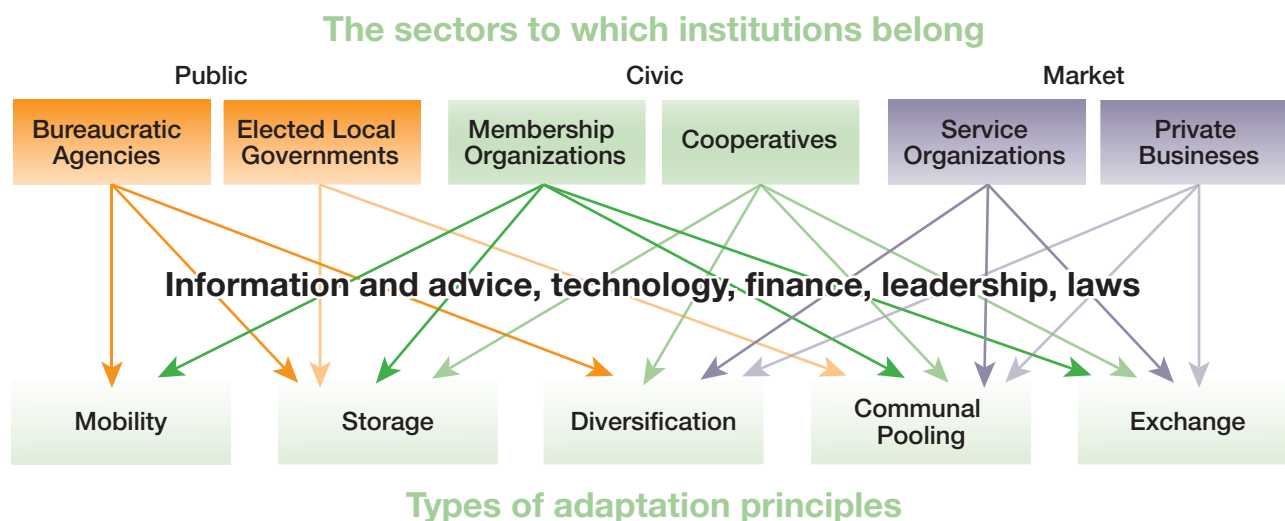 The sectors to which institutions belong
Public
Civic
Market
Bureaucratic
Agencies
Elected Local
Governments
Membership
Organizations
Cooperatives
Service
Organizations
Private
Busineses
Information and advice, technology, finance, leadership, laws
Mobility
Storage
Diversification
Communal
Pooling
Exchange
Types of adaptation principles